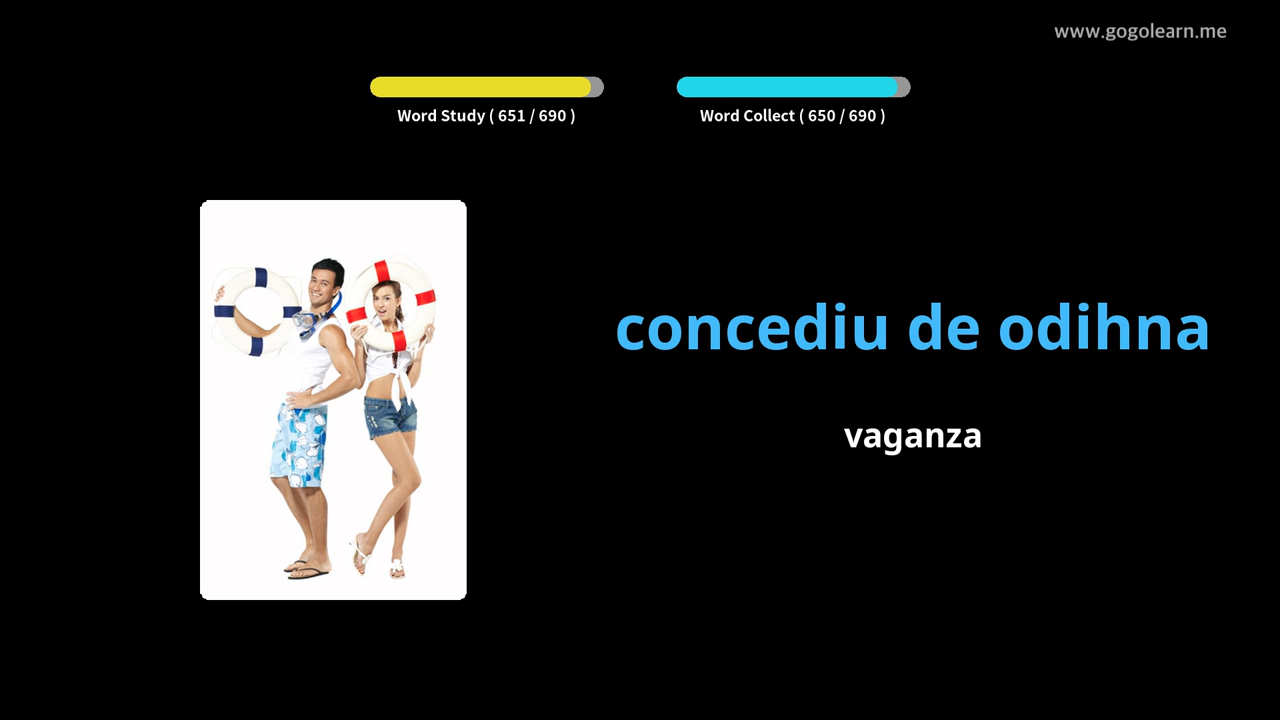 www.gogolearn.me
Word Study ( 651 / 690 )
Word Collect ( 650 / 690 )
concediu de odihna
vaganza